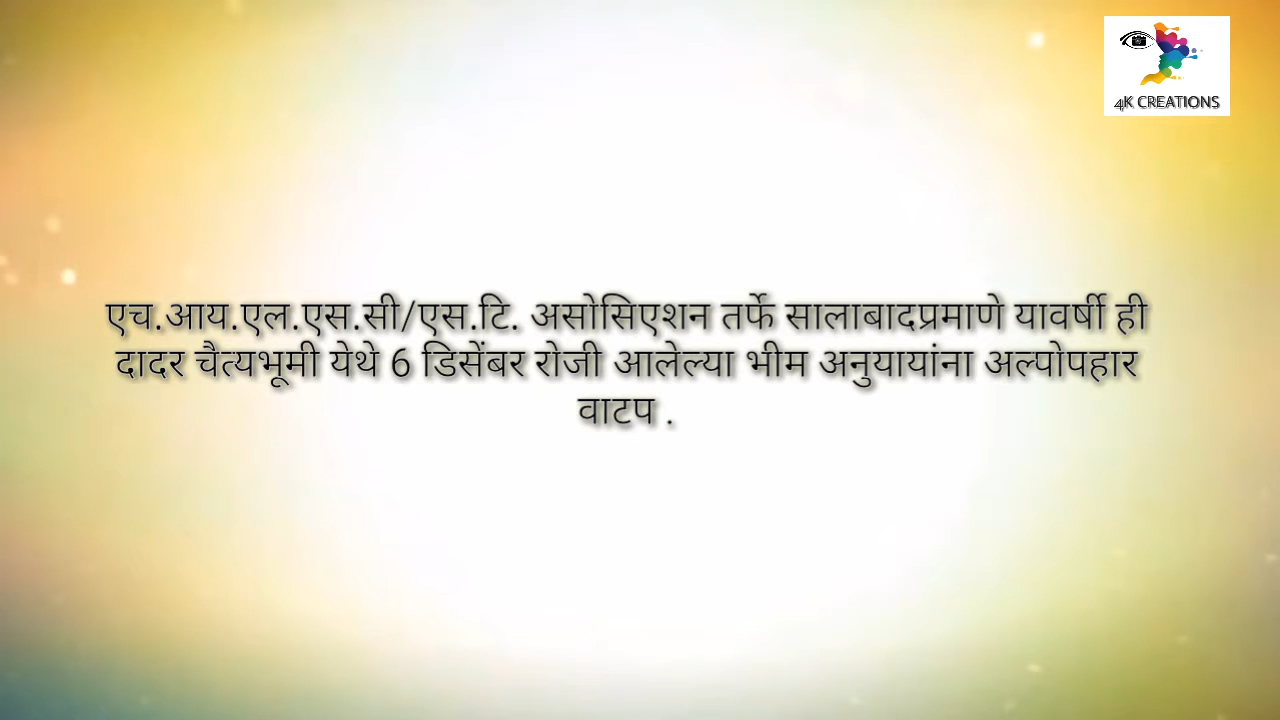 4K CREATIONS
एच.आय.एल.एस.सी/एस.टि. असोसिएशन तर्फे सालाबादप्रमाणे यावर्षी ही
दादर चैत्यभूमी येथे 6 डिसेंबर रोजी आलेल्या भीम अनुयायांना अल्पोपहार
वाटप .